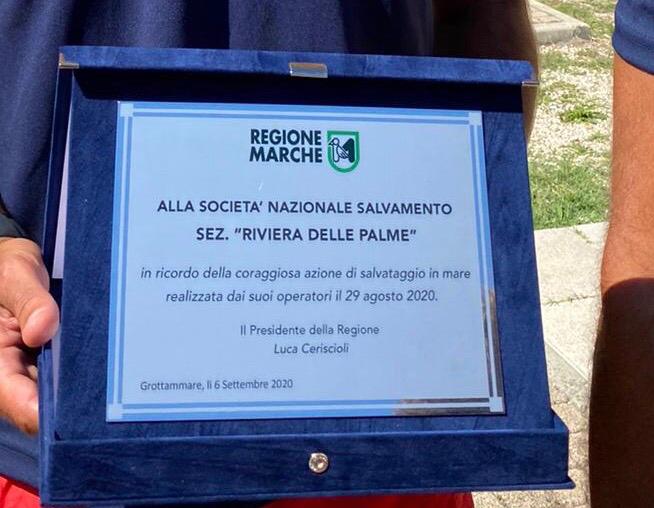 REGIONE
MARCHE
ALLA SOCIETA' NAZIONALE SALVAMENTO
SEZ. "RIVIERA DELLE PALME"
in ricordo della coraggiosa azione di salvataggio in mare
realizzata dai suoi operatori il 29 agosto 2020.
Il Presidente della Regione
Luca Ceriscioli
Grottammare, lì 6 Settembre 2020